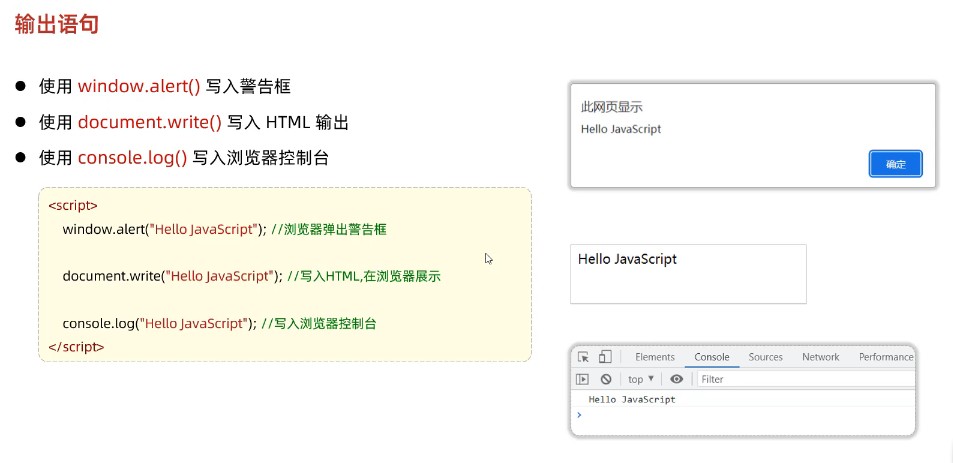 输出语句
● 使用 window.alert() 写入警告框
● 使用 document.write() 写入 HTML 输出
● 使用 console.log() 写入浏览器控制台
<script>
window.alert("Hello JavaScript"); //浏览器弹出警告框
document.write("Hello JavaScript"); //写入HTML,在浏览器展示
console.log("Hello JavaScript"); //写入浏览器控制台
</script>
此网页显示
Hello JavaScript
确定
Hello JavaScript
Elements Console Sources Network Performance
top ▼ Filter
Hello JavaScript
>